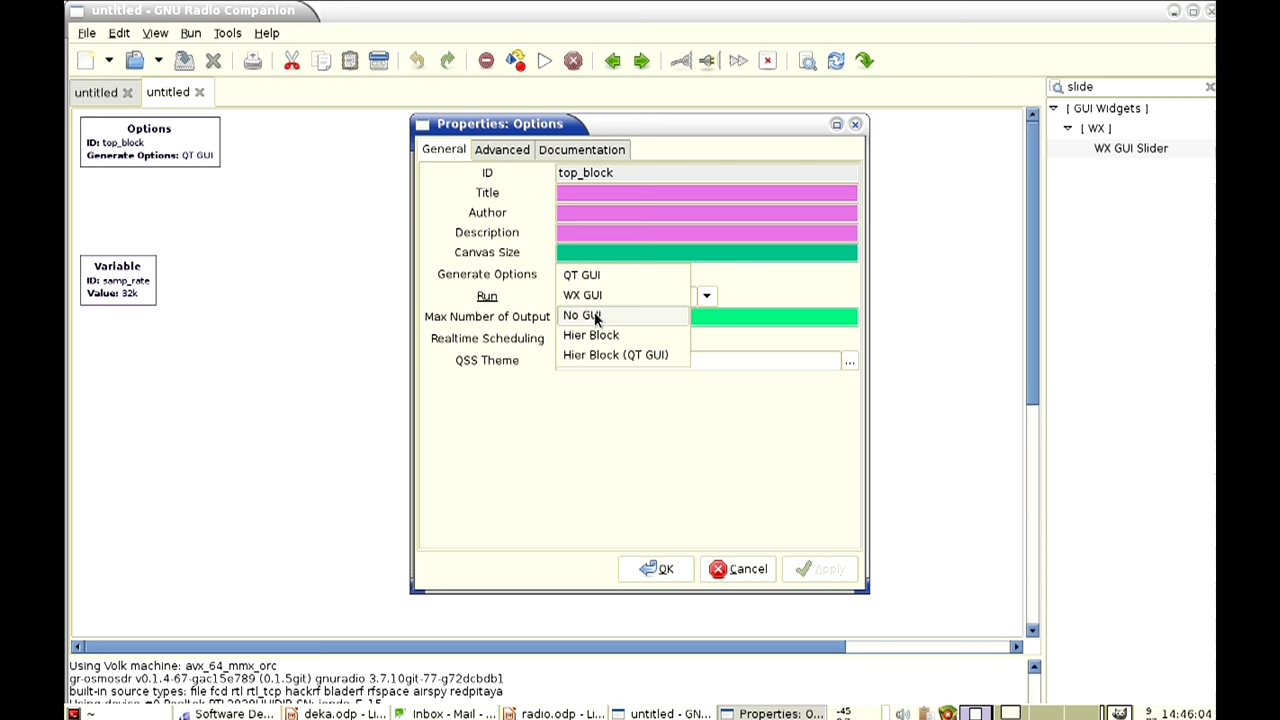 untitled - GNU Radio Companion
File Edit View Run Tools Help
untitled untitled
slide
[ GUI Widgets ]
[ WX ]
WX GUI Slider
Options
ID: top_block
Generate Options: QT GUI
Variable
ID: samp_rate
Value: 32k
Properties: Options
General Advanced Documentation
ID top_block
Title
Author
Description
Canvas Size
Generate Options QT GUI
Run WX GUI
Max Number of Output No GUI
Realtime Scheduling Hier Block
Hier Block (QT GUI)
QSS Theme ...
OK Cancel Apply
Using Volk machine: avx_64_mmx_orc
gr-osmosdr v0.1.4-67-gac15e789 (0.1.5git) gnuradio 3.7.10git-77-g72dcbdb1
built-in source types: file fcd rtl rtl_tcp hackrf bladerf rfspace airspy redpitaya
~ Software De... deka.odp - Li... Inbox - Mail - ... radio.odp - Li... untitled - GN... Properties: O... -45 9 14:46:04